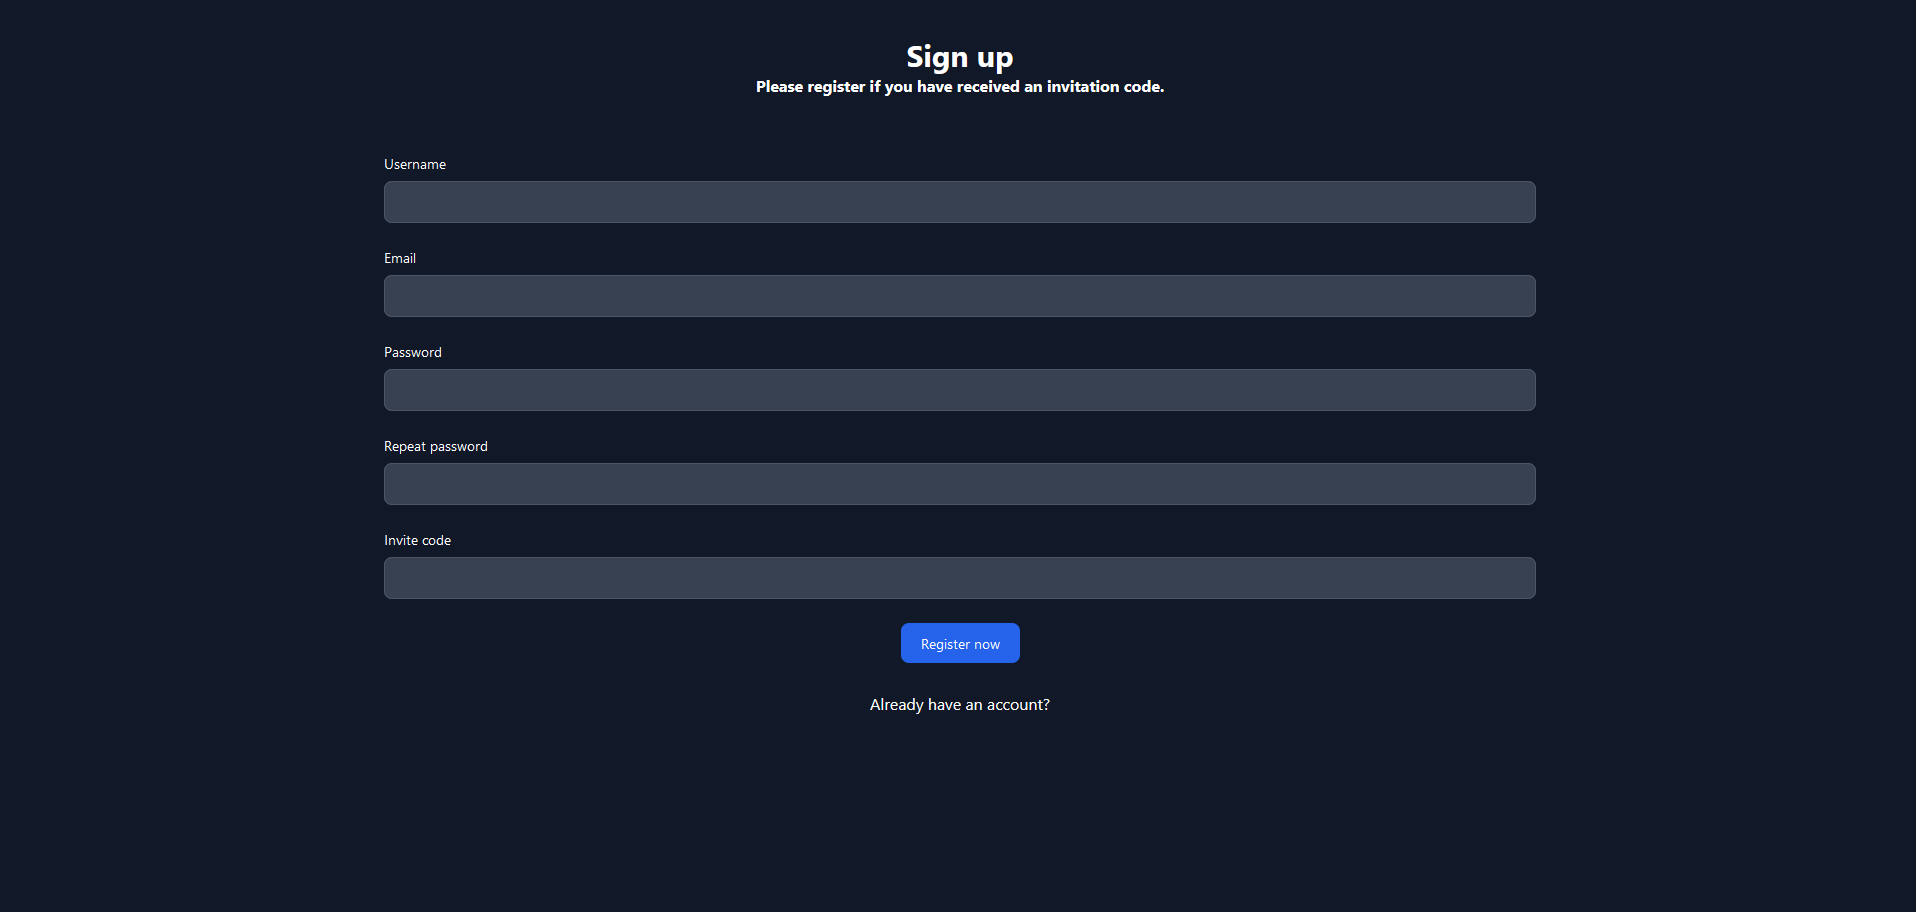 Sign up
Please register if you have received an invitation code.
Username
Email
Password
Repeat password
Invite code
Register now
Already have an account?